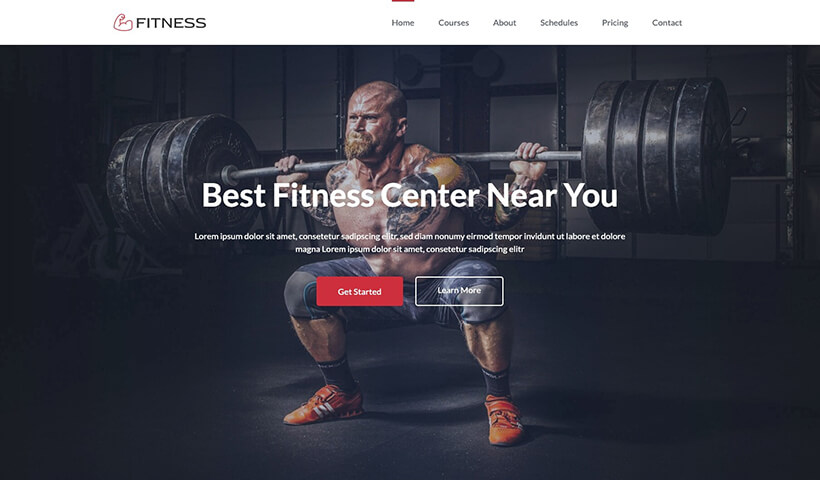 FITNESS
Home Courses About Schedules Pricing Contact
Best Fitness Center Near You
Lorem ipsum dolor sit amet, consetetur sadipscing elitr, sed diam nonumy eirmod tempor invidunt ut labore et dolore
magna Lorem ipsum dolor sit amet, consetetur sadipscing elitr
Get Started Learn More